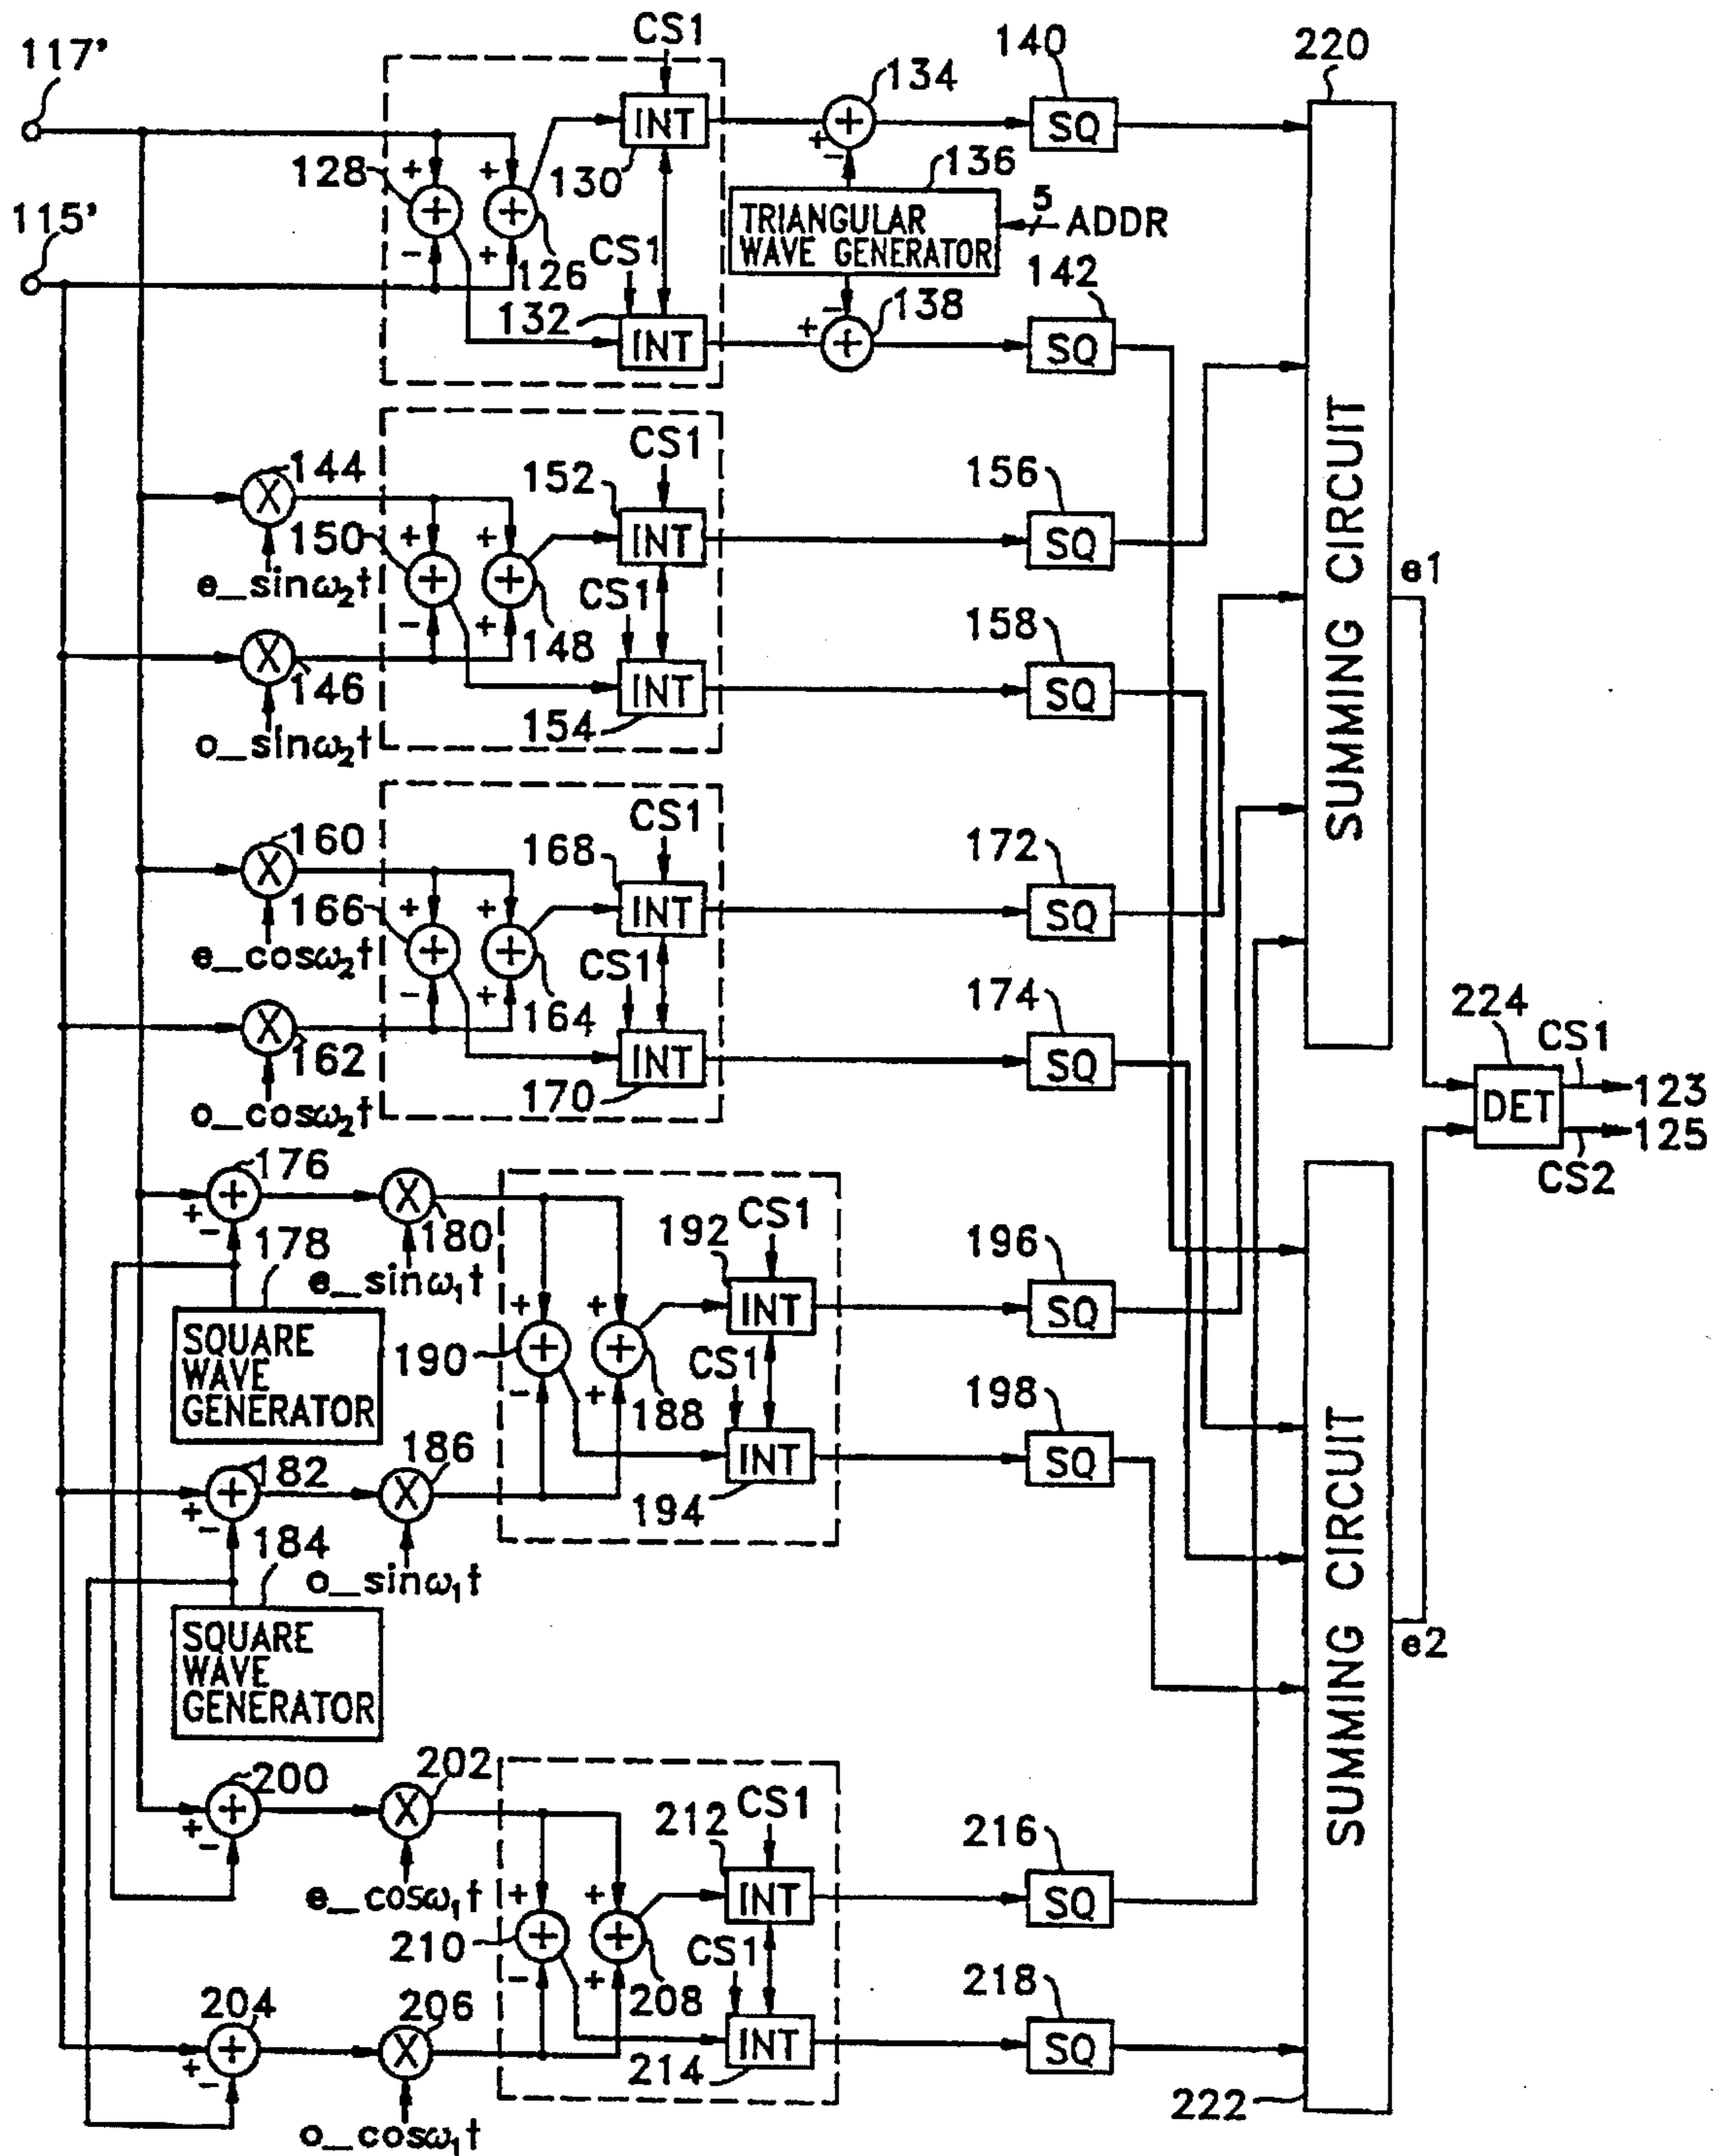 117'
CS1
140
220
134
INT
+
SQ
128
+
+
130
+
-
136
115'
+
+
TRIANGULAR
WAVE GENERATOR
5
ADDR
-
+
CS1
126
142
132
INT
-
+
+
138
SQ
144
X
CS1
152
156
150
+
+
INT
SQ
e_sinω₂t
+
+
CS1
-
+
148
158
146
X
INT
SQ
154
o_sinω₂t
SUMMING CIRCUIT
e1
160
X
CS1
168
172
166
+
+
INT
SQ
e_cosω₂t
+
+
CS1
-
+
164
174
162
X
INT
SQ
170
o_cosω₂t
224
CS1
DET
123
125
CS2
176
+
+
-
X
180
CS1
192
196
178
e_sinω₁t
INT
SQ
SQUARE
WAVE
GENERATOR
+
+
190
+
+
CS1
198
-
+
188
INT
SQ
182
+
+
-
186
X
194
184
o_sinω₁t
SQUARE
WAVE
GENERATOR
SUMMING CIRCUIT
e2
200
+
+
-
202
X
CS1
212
216
e_cosω₁t
+
+
INT
SQ
210
+
+
CS1
-
+
208
218
204
+
+
-
206
X
INT
SQ
214
222
o_cosω₁t